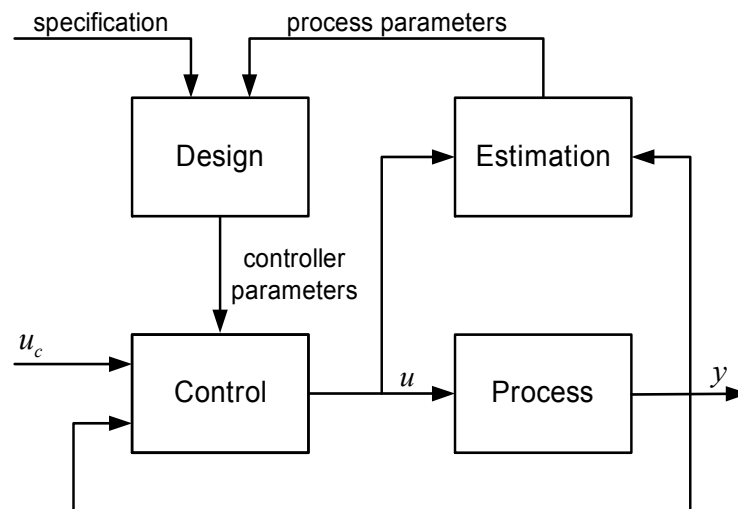 specification
process parameters
Design
Estimation
controller
parameters
u_c
Control
u
Process
y